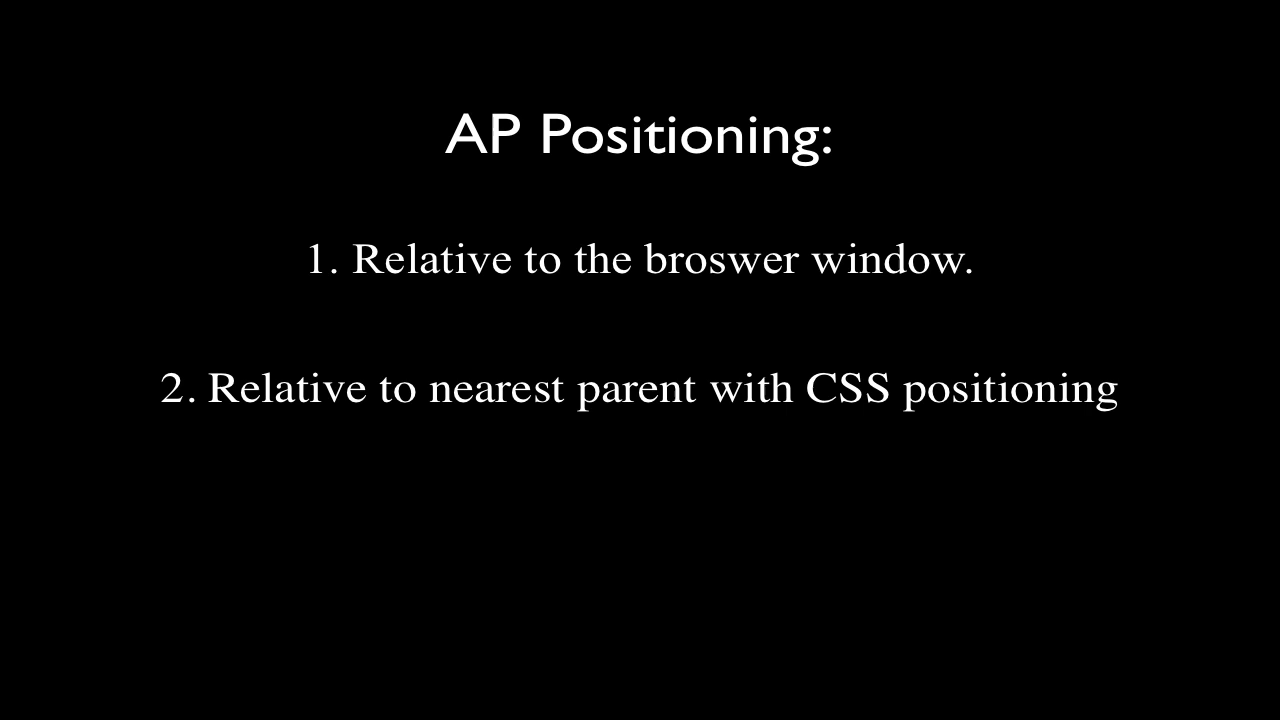 AP Positioning:
1. Relative to the broswer window.
2. Relative to nearest parent with CSS positioning